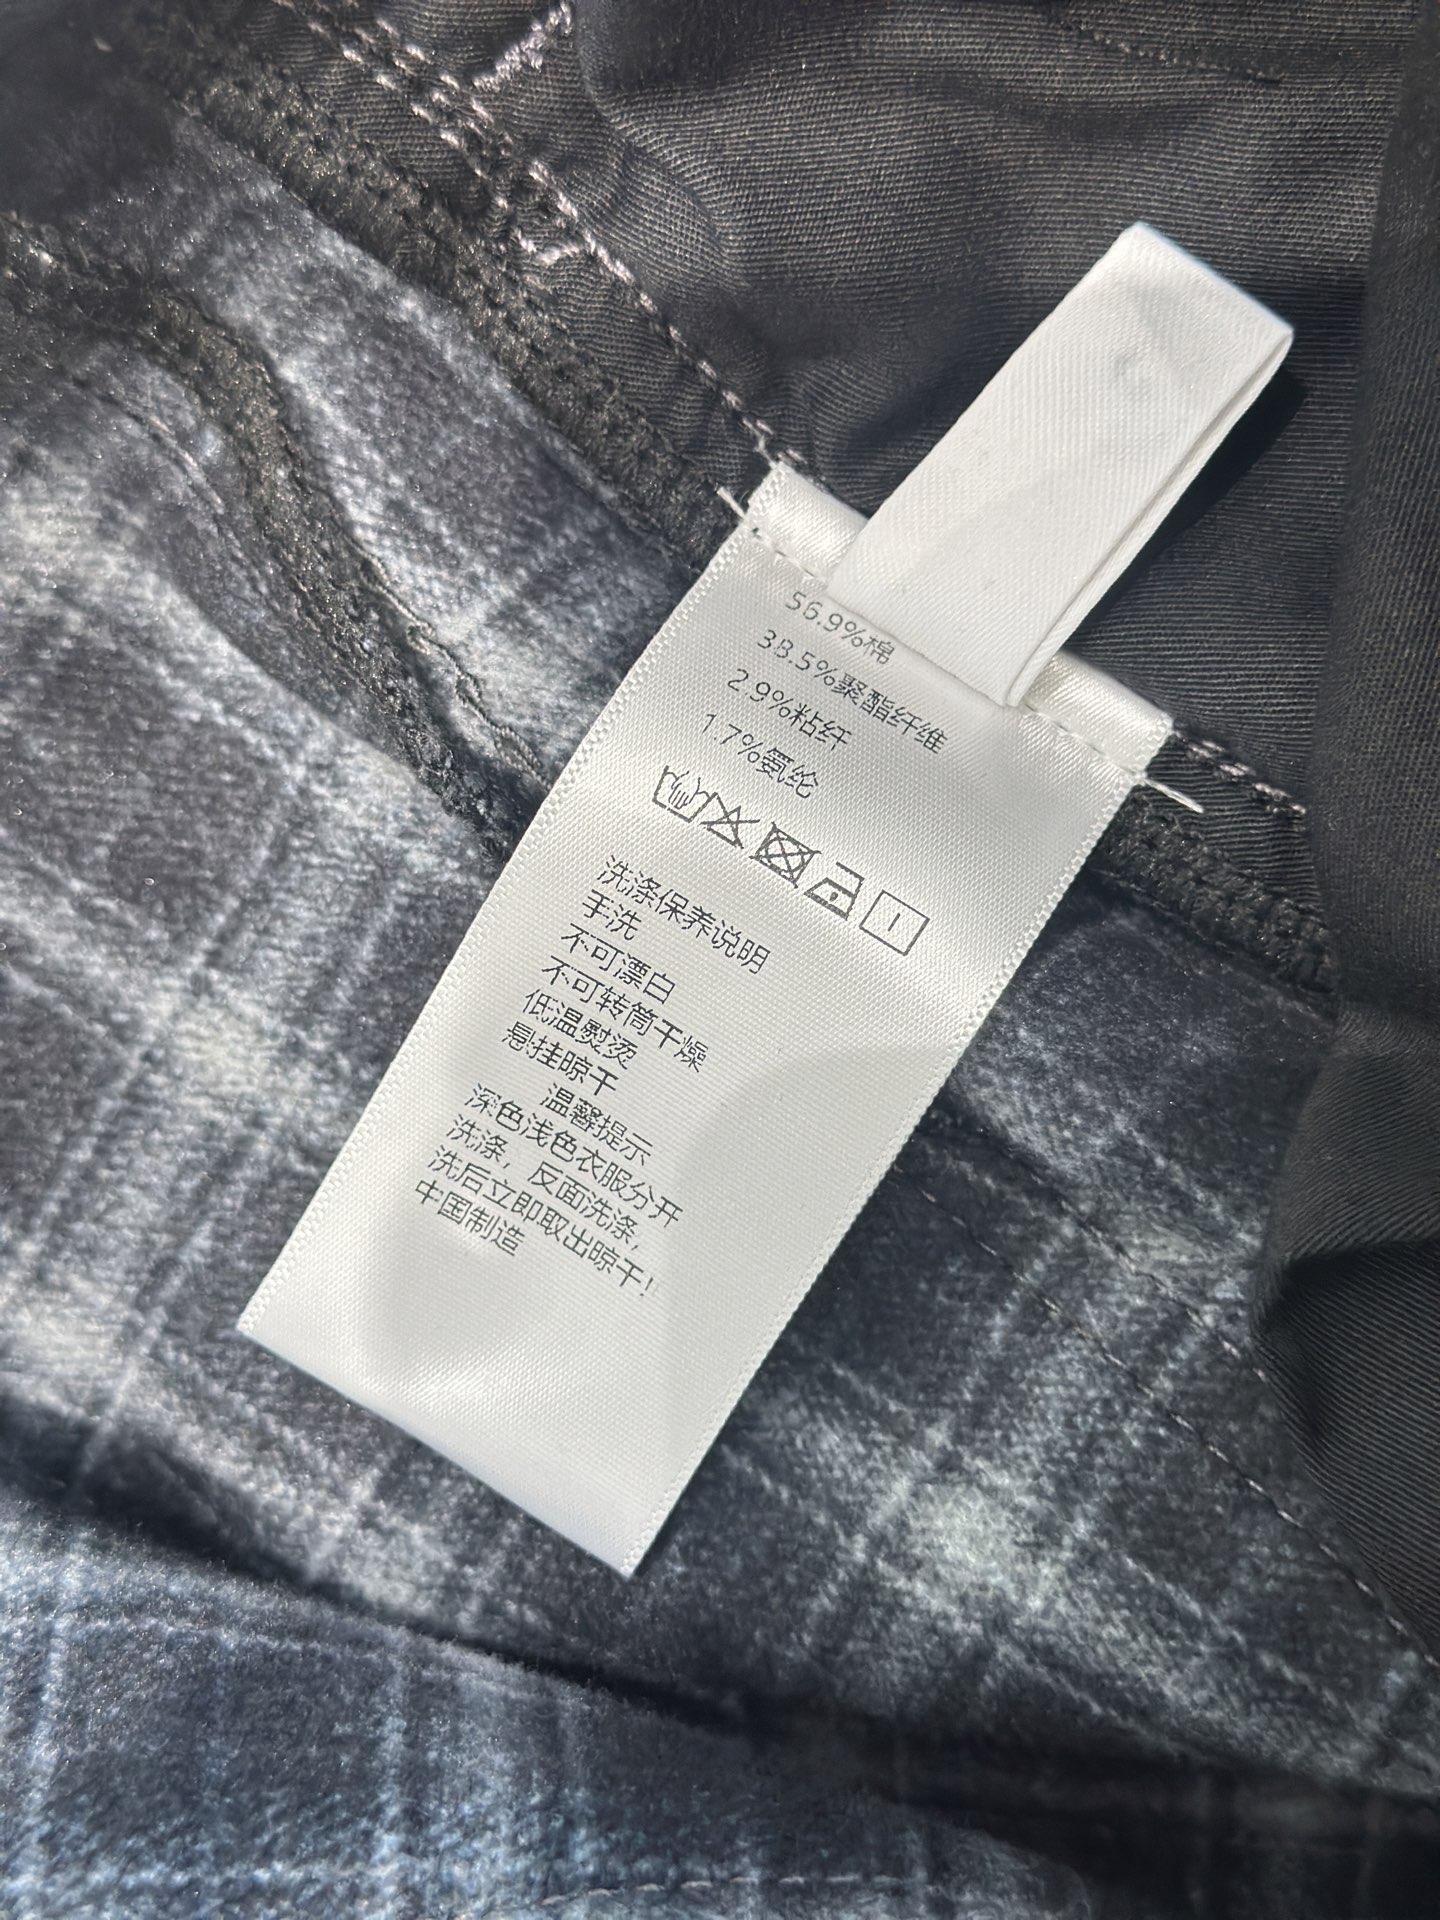 56.9%棉
38.5%聚酯纤维
2.9%粘纤
1.7%氨纶
洗涤保养说明
手洗
不可漂白
不可转筒干燥
低温熨烫
悬挂晾干
温馨提示
深色浅色衣服分开
洗涤，反面洗涤，
洗后立即取出晾干！
中国制造